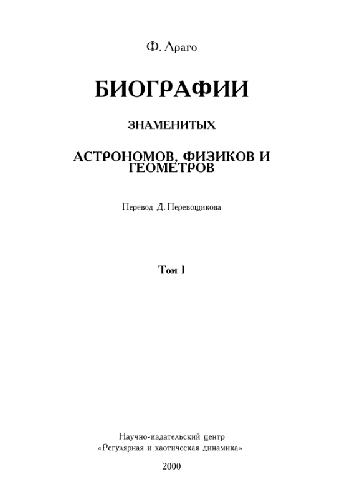 Ф. Араго
БИОГРАФИИ
ЗНАМЕНИТЫХ
АСТРОНОМОВ, ФИЗИКОВ И
ГЕОМЕТРОВ
Перевод Д. Перевощикова
Том I
Научно-издательский центр
«Регулярная и хаотическая динамика»
2000